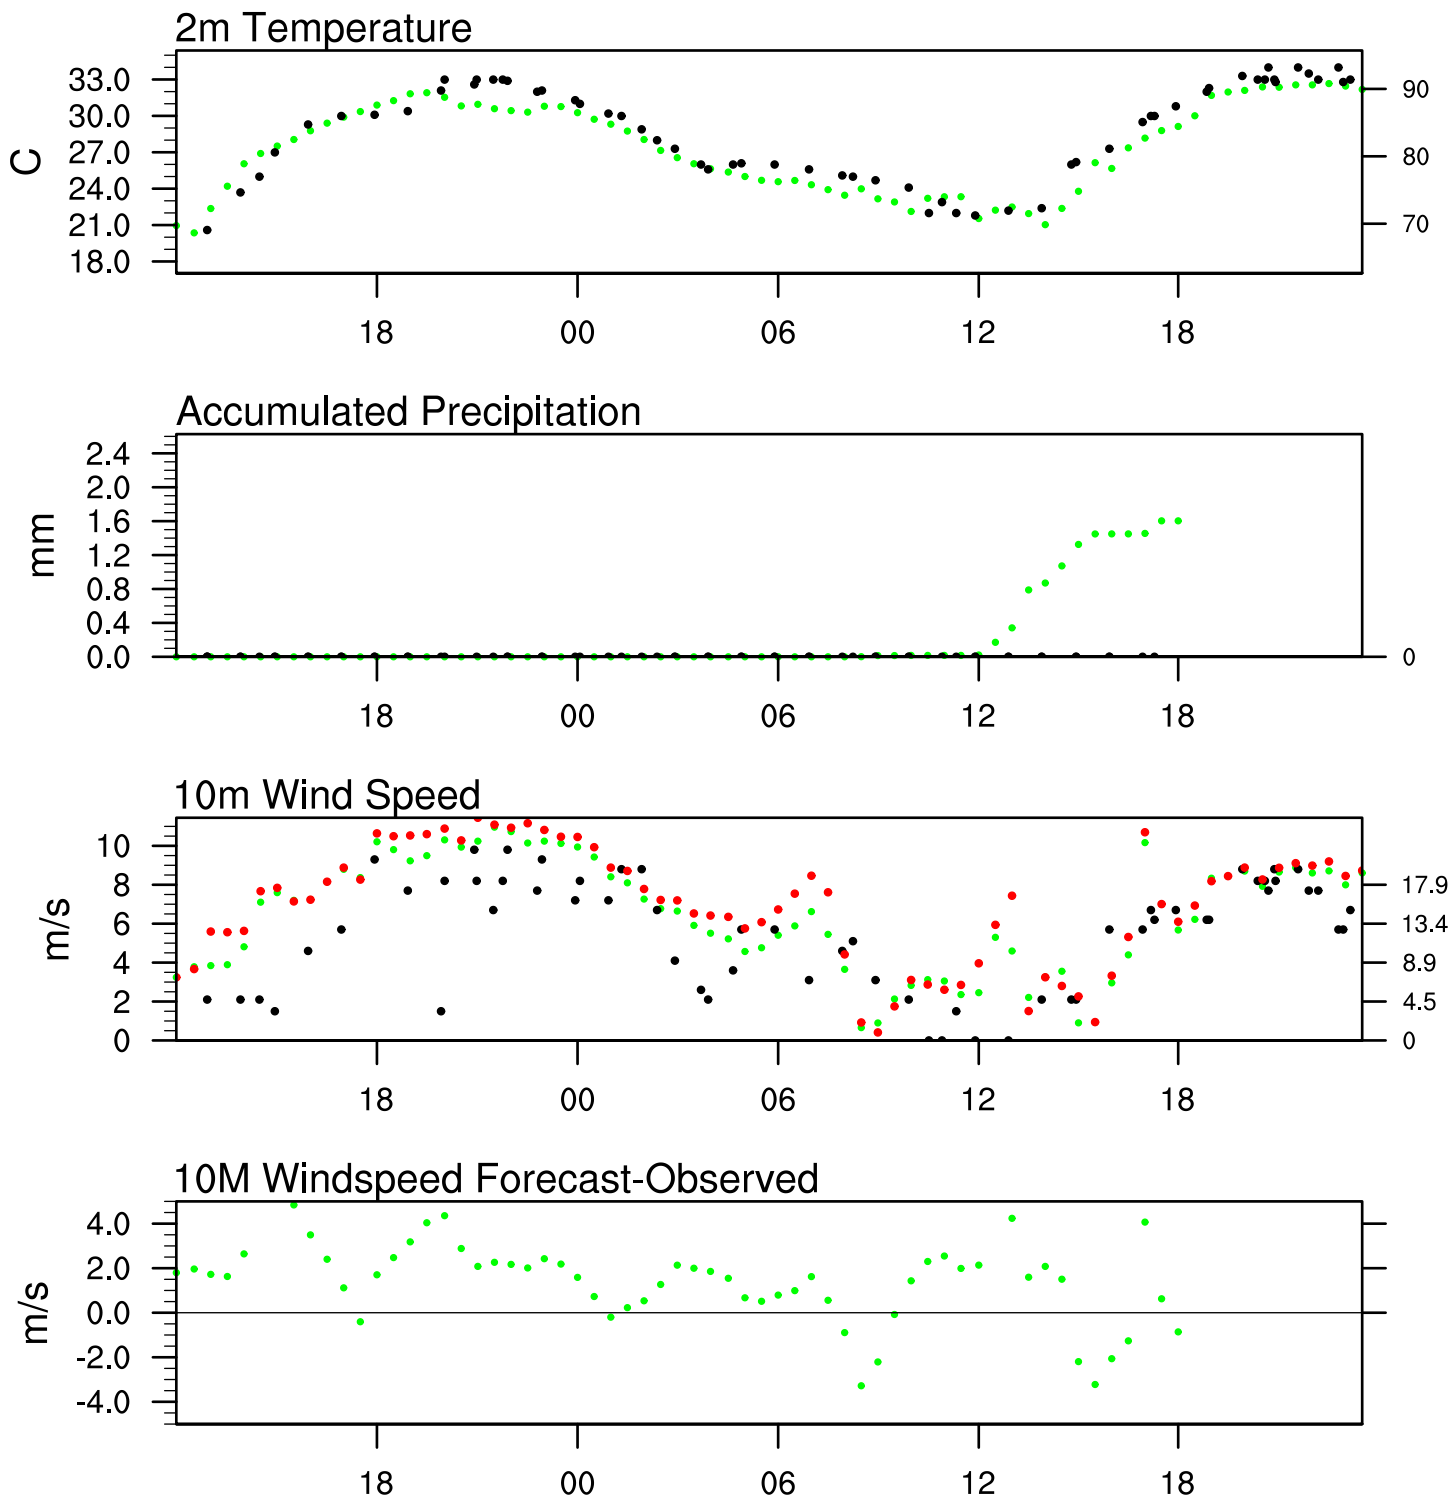 2m Temperature
33.0
30.0
27.0
24.0
21.0
18.0
C
90
80
70
18 00 06 12 18
Accumulated Precipitation
2.4
2.0
1.6
1.2
0.8
0.4
0.0
mm
0
18 00 06 12 18
10m Wind Speed
10
8
6
4
2
0
m/s
17.9
13.4
8.9
4.5
0
18 00 06 12 18
10M Windspeed Forecast-Observed
4.0
2.0
0.0
-2.0
-4.0
m/s
18 00 06 12 18